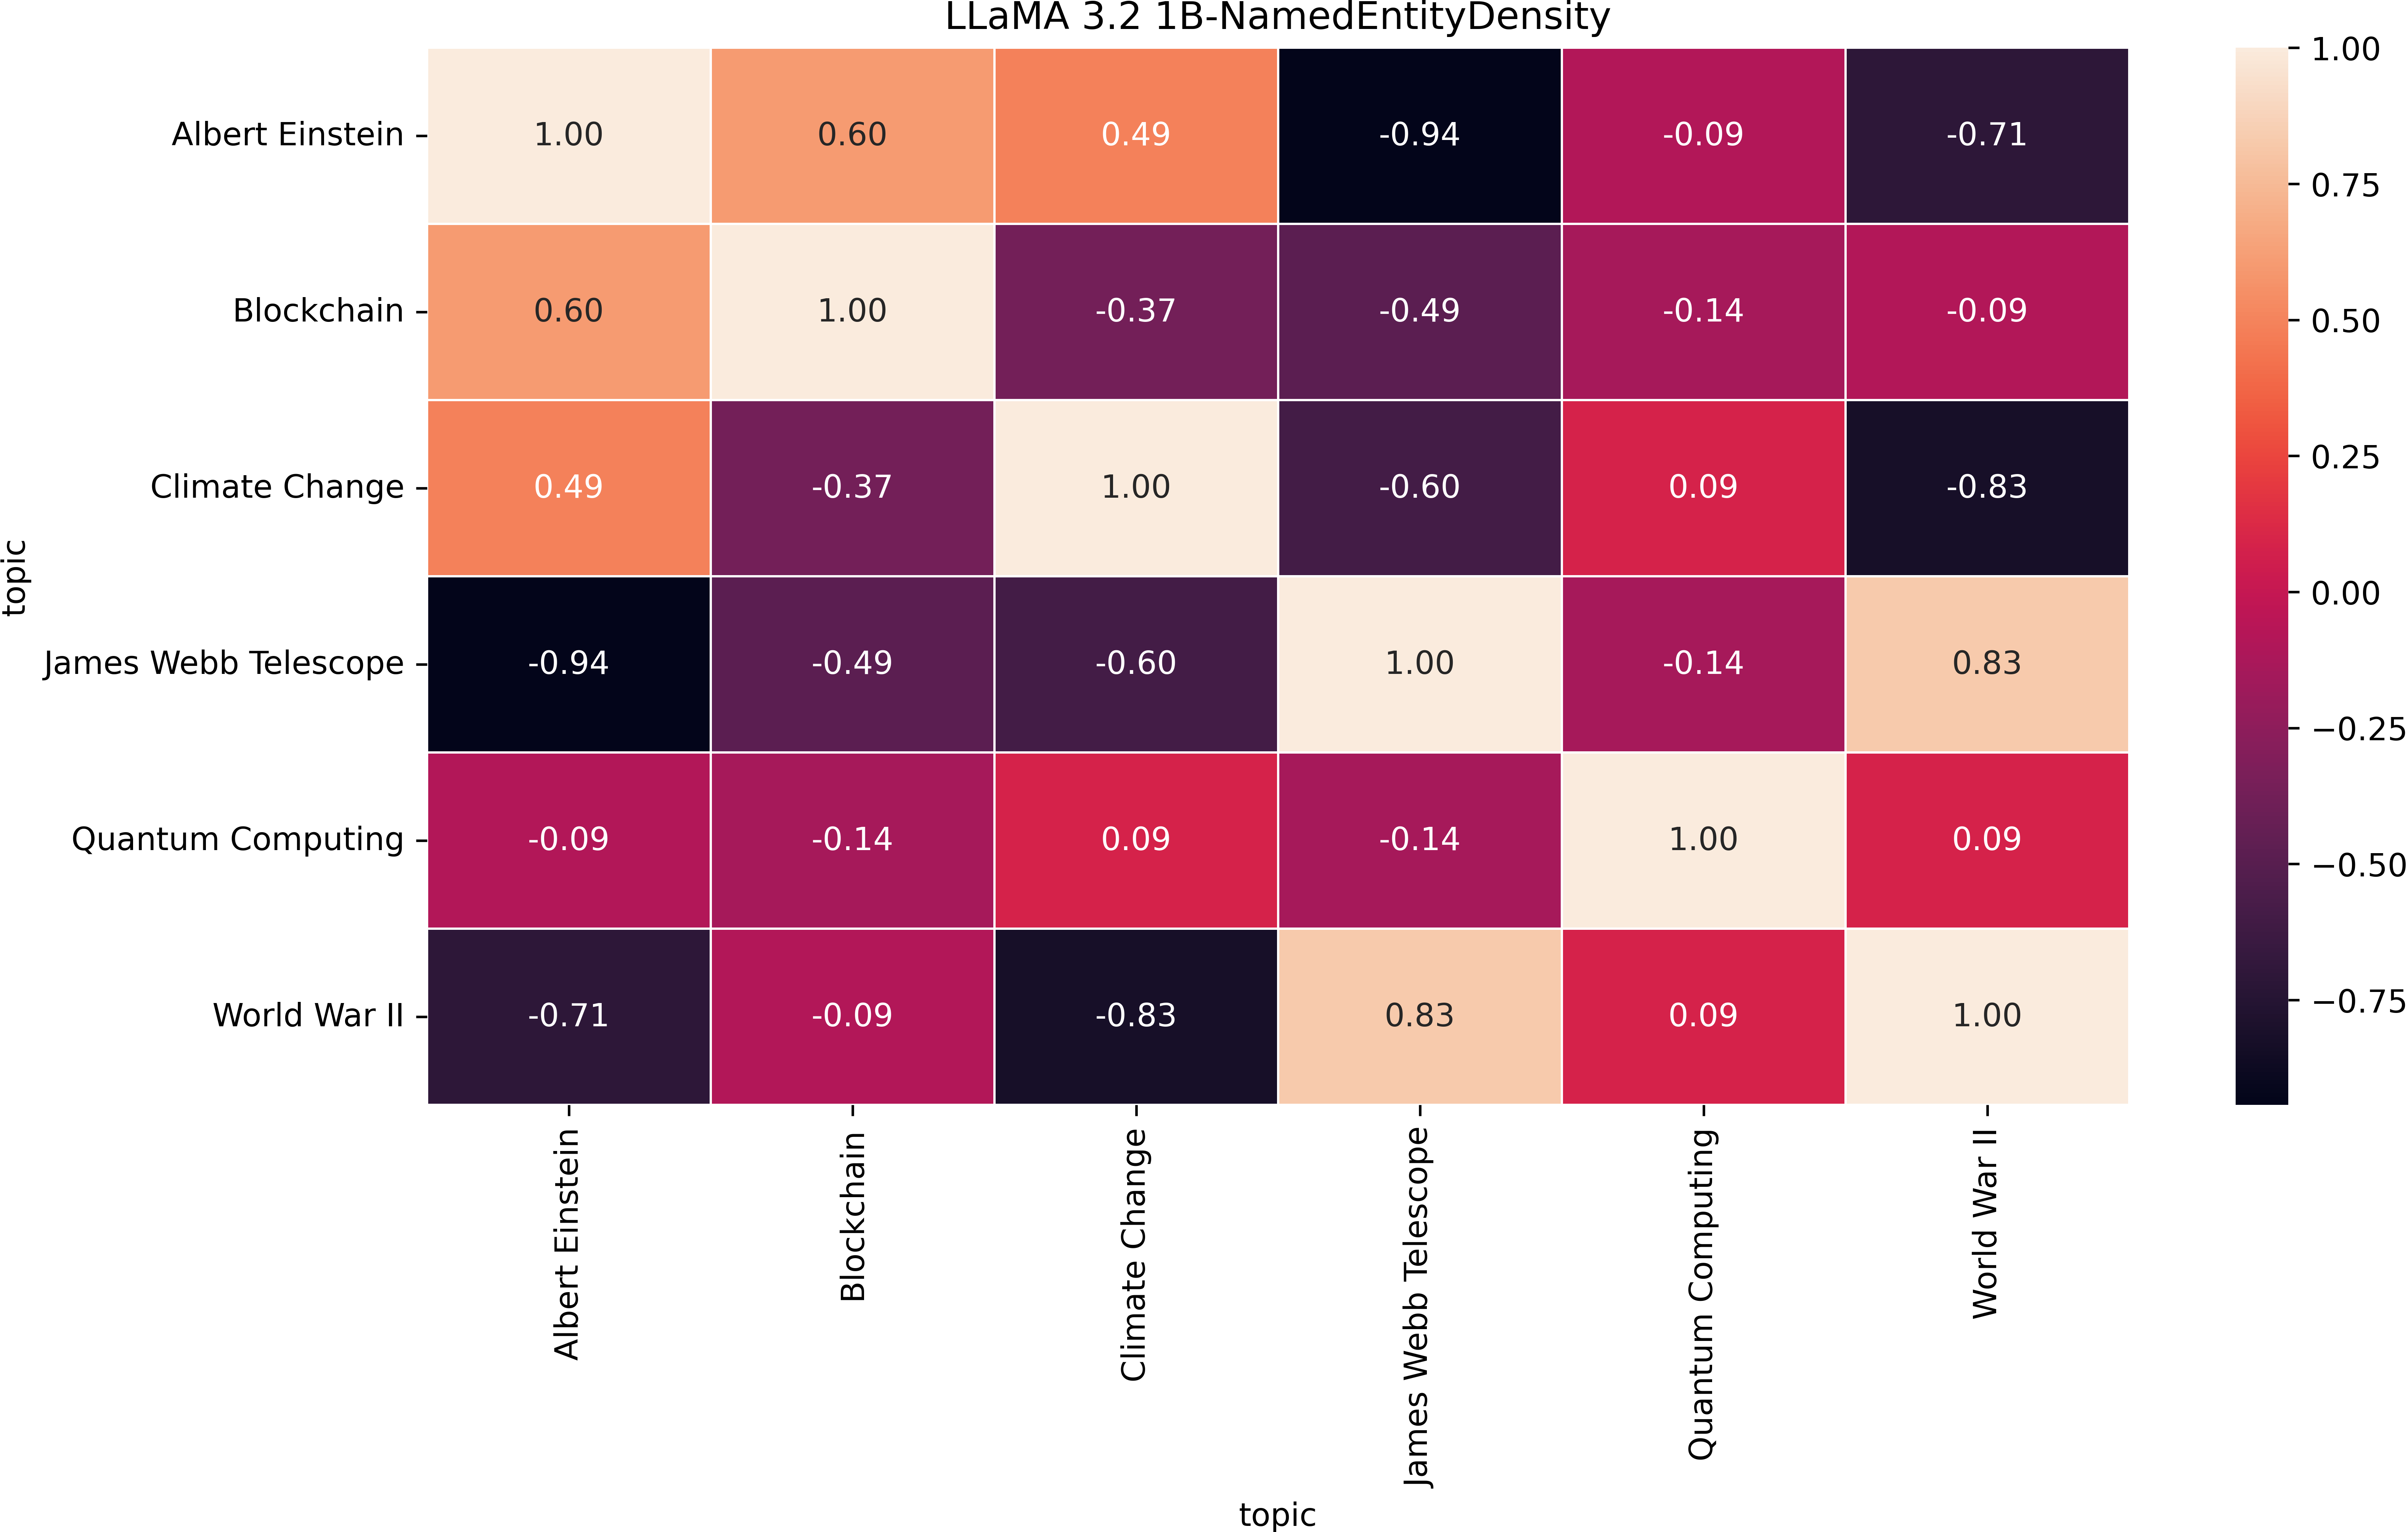 LLaMA 3.2 1B-NamedEntityDensity
Albert Einstein 1.00 0.60 0.49 -0.94 -0.09 -0.71
Blockchain 0.60 1.00 -0.37 -0.49 -0.14 -0.09
Climate Change 0.49 -0.37 1.00 -0.60 0.09 -0.83
James Webb Telescope -0.94 -0.49 -0.60 1.00 -0.14 0.83
Quantum Computing -0.09 -0.14 0.09 -0.14 1.00 0.09
World War II -0.71 -0.09 -0.83 0.83 0.09 1.00
topic
Albert Einstein
Blockchain
Climate Change
James Webb Telescope
Quantum Computing
World War II
topic
1.00
0.75
0.50
0.25
0.00
−0.25
−0.50
−0.75